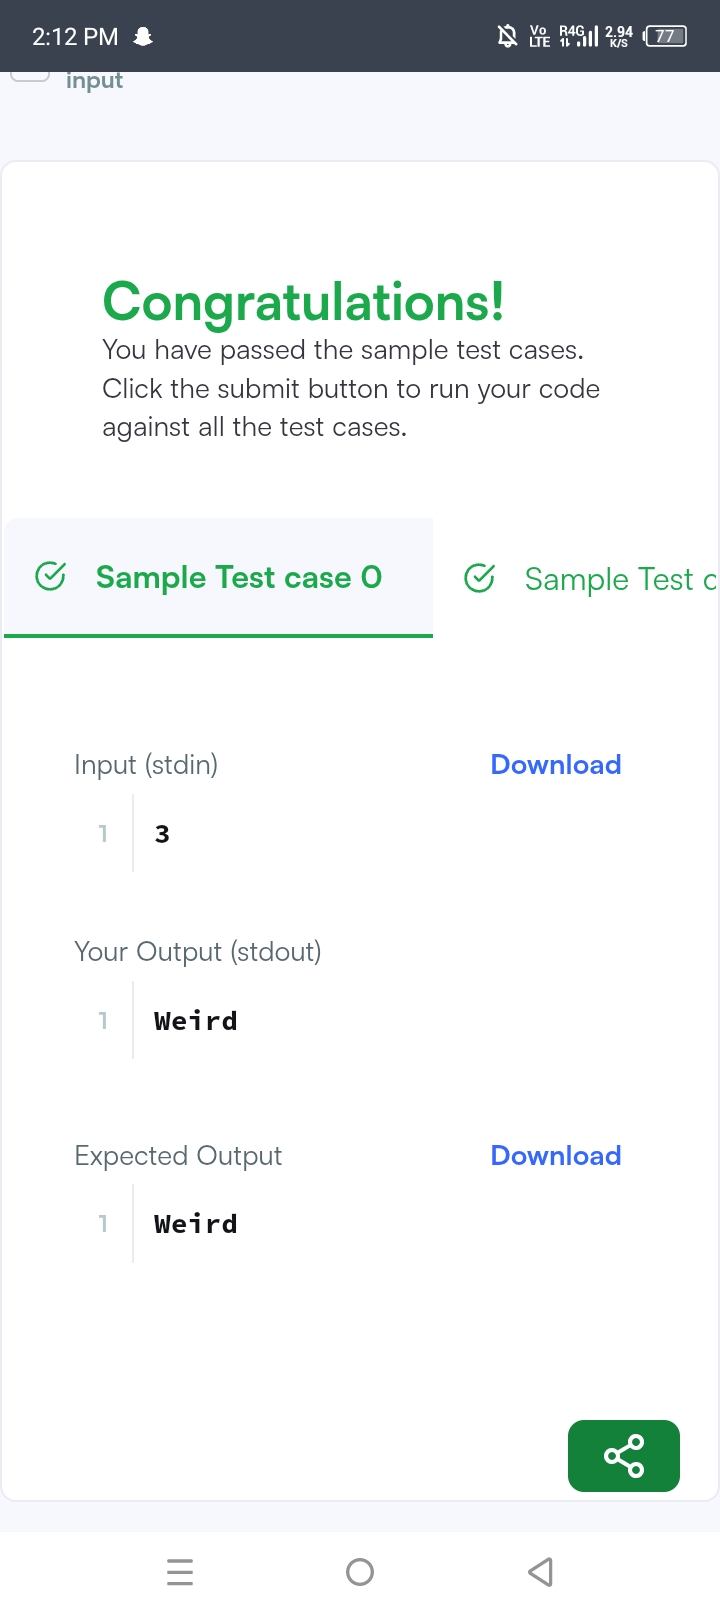 2:12 PM
Vo LTE R4G 2.94 K/S 77
input
Congratulations!
You have passed the sample test cases.
Click the submit button to run your code
against all the test cases.
Sample Test case 0 Sample Test c
Input (stdin) Download
1 3
Your Output (stdout)
1 Weird
Expected Output Download
1 Weird